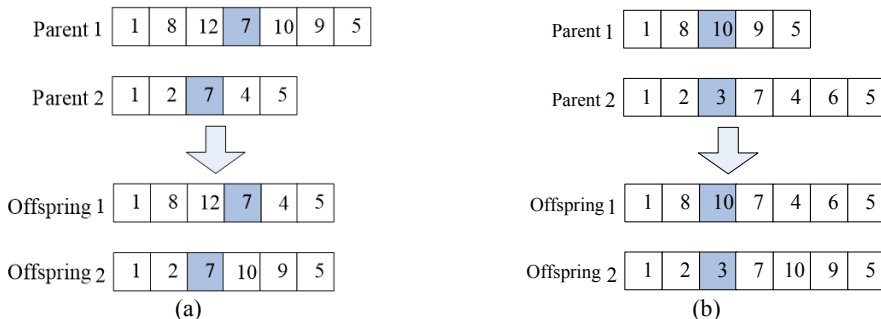 Parent 1 1 8 12 7 10 9 5
Parent 2 1 2 7 4 5
Offspring 1 1 8 12 7 4 5
Offspring 2 1 2 7 10 9 5
(a)
Parent 1 1 8 10 9 5
Parent 2 1 2 3 7 4 6 5
Offspring 1 1 8 10 7 4 6 5
Offspring 2 1 2 3 7 10 9 5
(b)